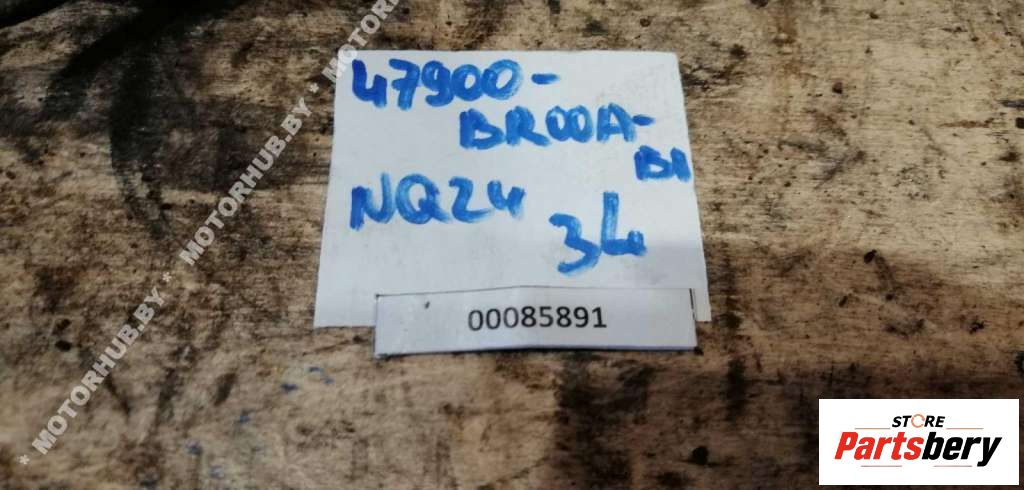 47900-
BR00A-
B1
NQ24
3L
00085891
* MOTORHUB.BY * MOTORHUB.BY * MOTORHUB.BY
STORE
Partsbery